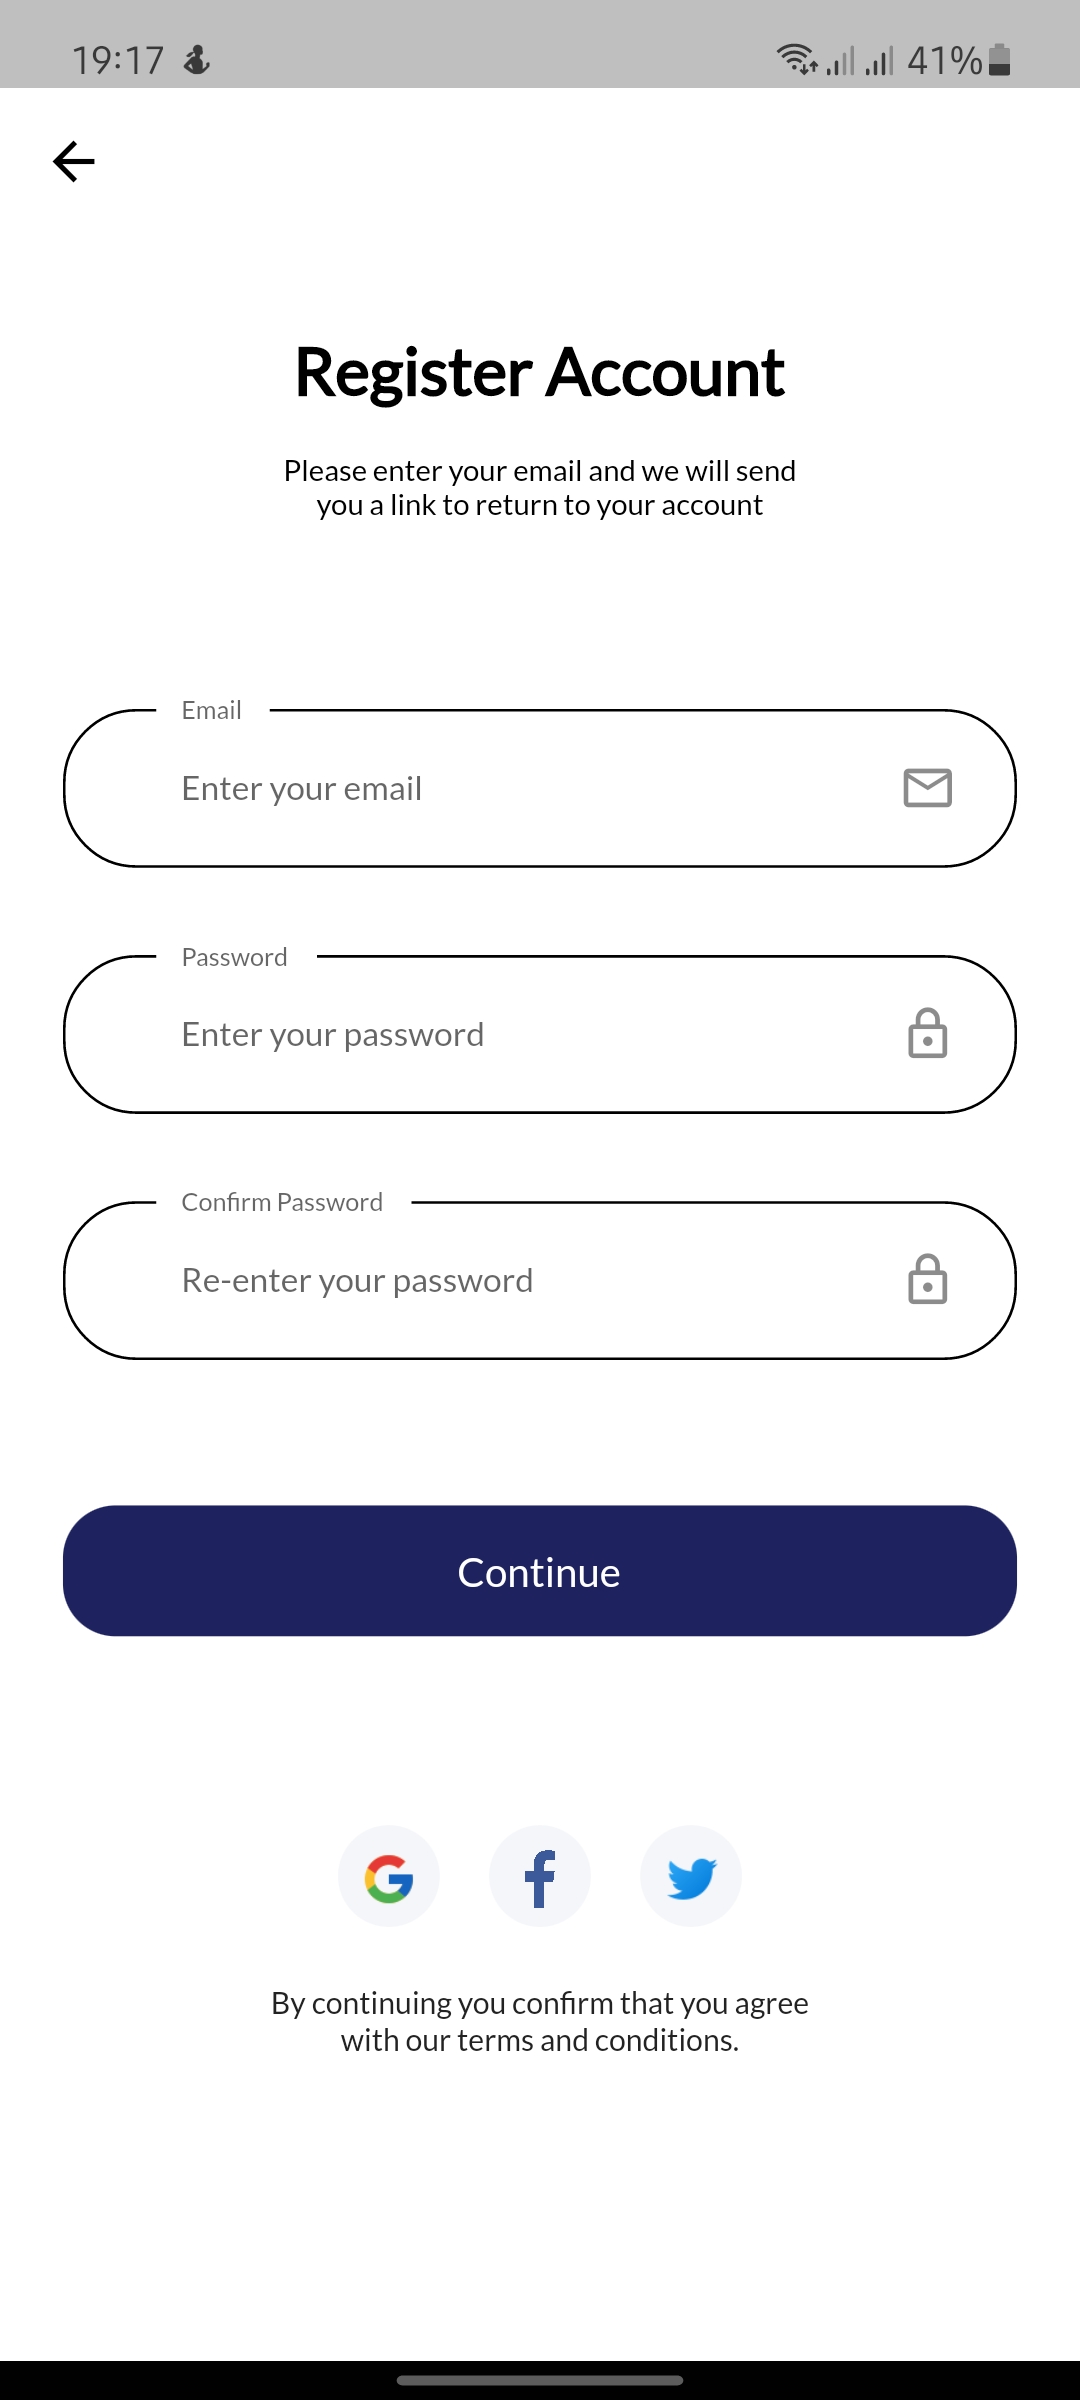 19:17 41%
Register Account
Please enter your email and we will send
you a link to return to your account
Email
Enter your email
Password
Enter your password
Confirm Password
Re-enter your password
Continue
By continuing you confirm that you agree
with our terms and conditions.